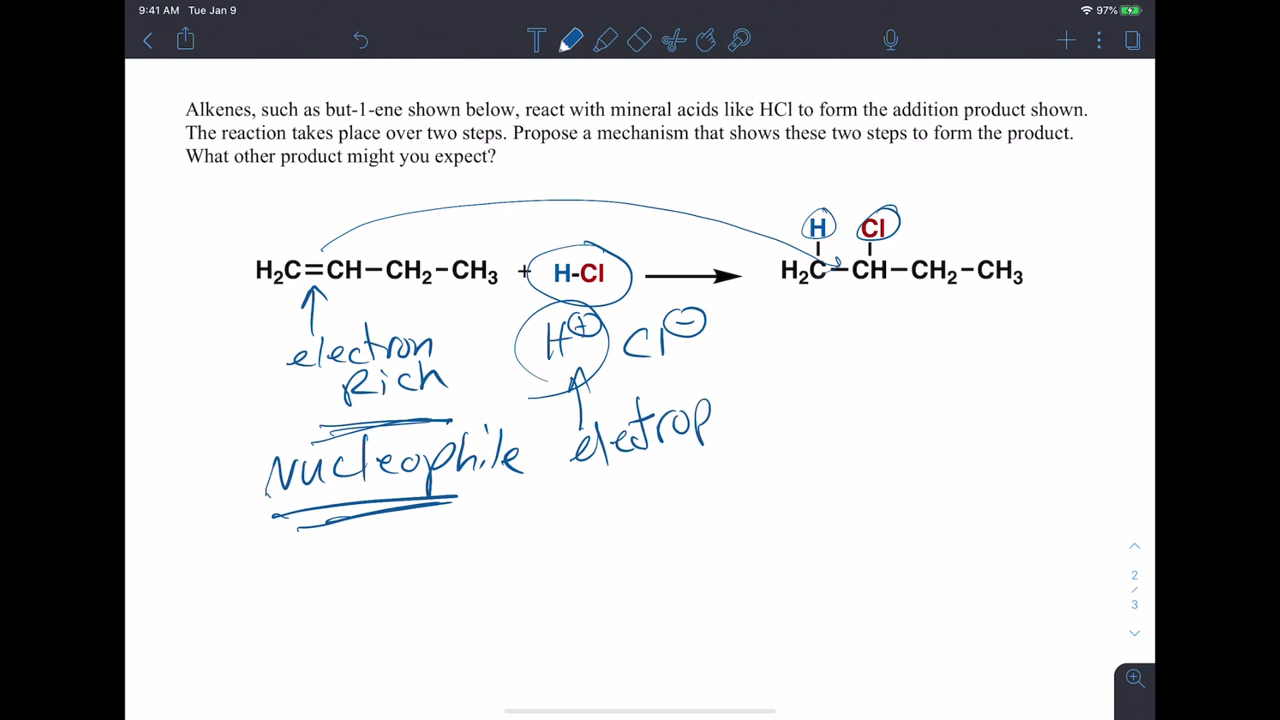 9:41 AM Tue Jan 9
97%
T
Alkenes, such as but-1-ene shown below, react with mineral acids like HCl to form the addition product shown.
The reaction takes place over two steps. Propose a mechanism that shows these two steps to form the product.
What other product might you expect?
H Cl
H₂C=CH−CH₂−CH₃ + H-Cl H₂C−CH−CH₂−CH₃
H⊕ Cl⊖
electron
Rich
electrop
Nucleophile
2
/
3